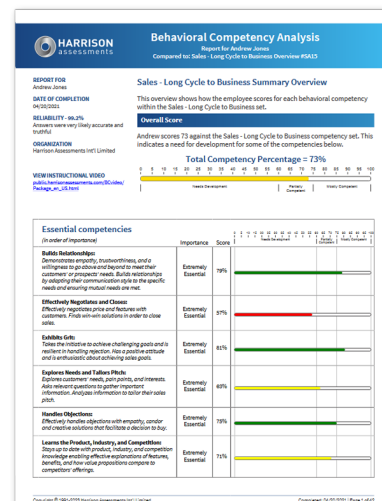 HARRISON
assessments
Behavioral Competency Analysis
Report for Andrew Jones
Compared to: Sales - Long Cycle to Business Overview #SA15
REPORT FOR
Andrew Jones
DATE OF COMPLETION
04/20/2021
RELIABILITY - 99.2%
Answers were very likely accurate and
truthful
ORGANIZATION
Harrison Assessments Int'l Limited
VIEW INSTRUCTIONAL VIDEO
Sales - Long Cycle to Business Summary Overview
This overview shows how the employee scores for each behavioral competency
within the Sales - Long Cycle to Business set.
Overall Score
Andrew scores 73 against the Sales - Long Cycle to Business competency set. This
indicates a need for development for some of the competencies below.
Total Competency Percentage = 73%
0 5 10 15 20 25 30 35 40 45 50 55 60 65 70 75 80 85 90 95 100
Needs Development Partially Competent Mostly Competent
Essential competencies
(in order of importance) Importance Score
Needs Development Partially Competent Mostly Competent
Builds Relationships:
Demonstrates empathy, trustworthiness, and a
willingness to go above and beyond to meet their
customers' or prospects' needs. Builds relationships
by adapting their communication style to the specific
needs and ensuring mutual needs are met.
Extremely
Essential
79%
Effectively Negotiates and Closes:
Effectively negotiates price and features with
customers. Finds win-win solutions in order to close
sales.
Extremely
Essential
57%
Exhibits Grit:
Takes the initiative to achieve challenging goals and is
resilient in handling rejection. Has a positive attitude
and is enthusiastic about achieving sales goals.
Extremely
Essential
81%
Explores Needs and Tailors Pitch:
Explores customers' needs, pain points, and interests.
Asks relevant questions to gather important
information. Analyzes information to tailor their sales
pitch.
Extremely
Essential
Handles Objections:
Effectively handles objections with empathy, candor
and creative solutions that facilitate a decision to buy.
Extremely
Essential
75%
Learns the Product, Industry, and Competition:
Stays up to date with product, industry, and competition
knowledge enabling effective explanations of features,
benefits, and how value propositions compare to
competitors' offerings.
Extremely
Essential
71%